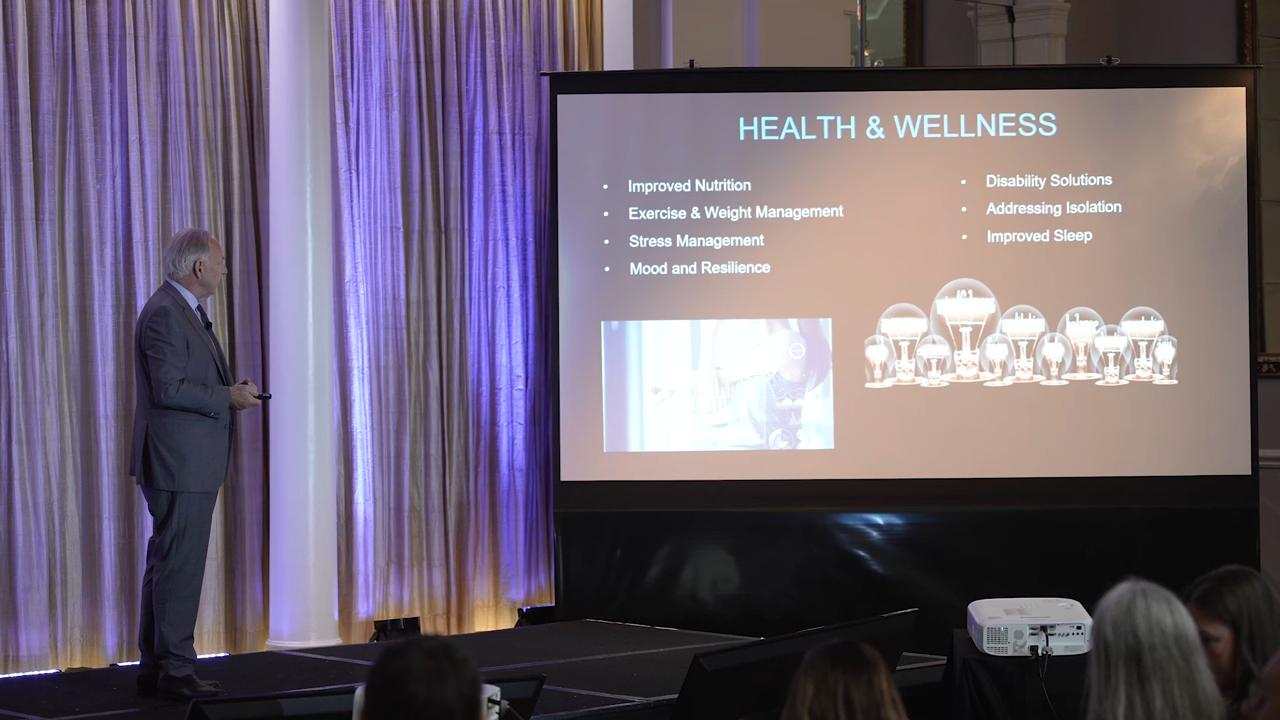 HEALTH & WELLNESS
• Improved Nutrition
• Exercise & Weight Management
• Stress Management
• Mood and Resilience
• Disability Solutions
• Addressing Isolation
• Improved Sleep